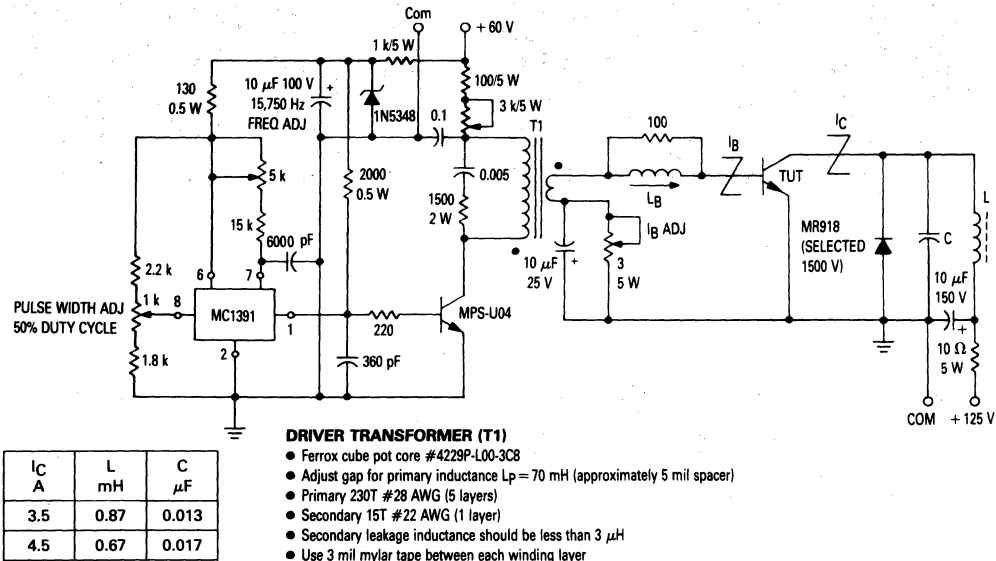 Com
+ 60 V
1 k/5 W
130
0.5 W
10 µF 100 V
15,750 Hz
FREQ ADJ
+
1N5348
100/5 W
3 k/5 W
0.1
T1
100
I_B
I_C
TUT
5 k
2000
0.5 W
0.005
L_B
L
15 k
1500
2 W
I_B ADJ
MR918
(SELECTED
1500 V)
C
6000 pF
2.2 k
6
7
10 µF
25 V
+
3
5 W
10 µF
150 V
PULSE WIDTH ADJ
50% DUTY CYCLE
1 k
8
MC1391
1
220
MPS-U04
+
1.8 k
2
360 pF
10 Ω
5 W
COM
+ 125 V
DRIVER TRANSFORMER (T1)
● Ferrox cube pot core #4229P-L00-3C8
● Adjust gap for primary inductance Lp = 70 mH (approximately 5 mil spacer)
● Primary 230T #28 AWG (5 layers)
● Secondary 15T #22 AWG (1 layer)
● Secondary leakage inductance should be less than 3 µH
● Use 3 mil mylar tape between each winding layer
I_C A L mH C µF
3.5 0.87 0.013
4.5 0.67 0.017